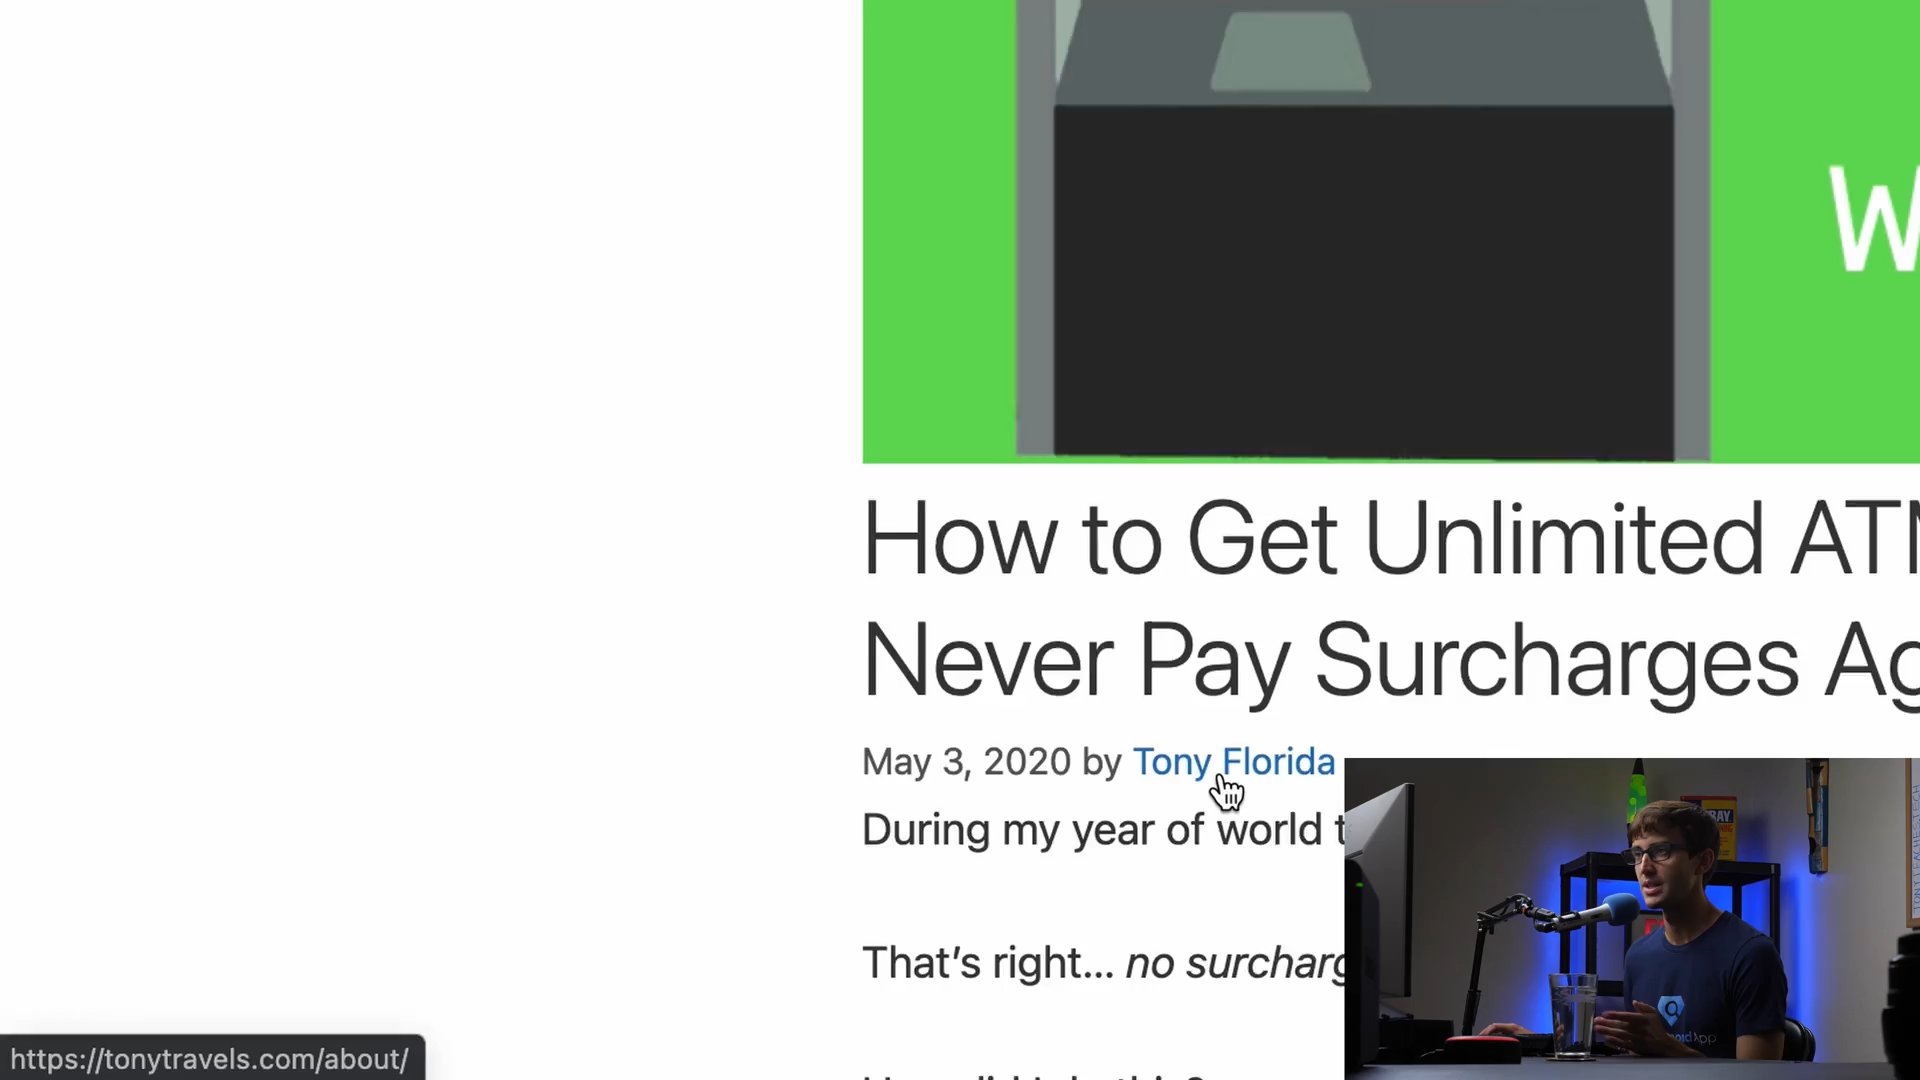 W
How to Get Unlimited ATM
Never Pay Surcharges Ag
May 3, 2020 by Tony Florida
During my year of world t
That's right... no surcharg
https://tonytravels.com/about/